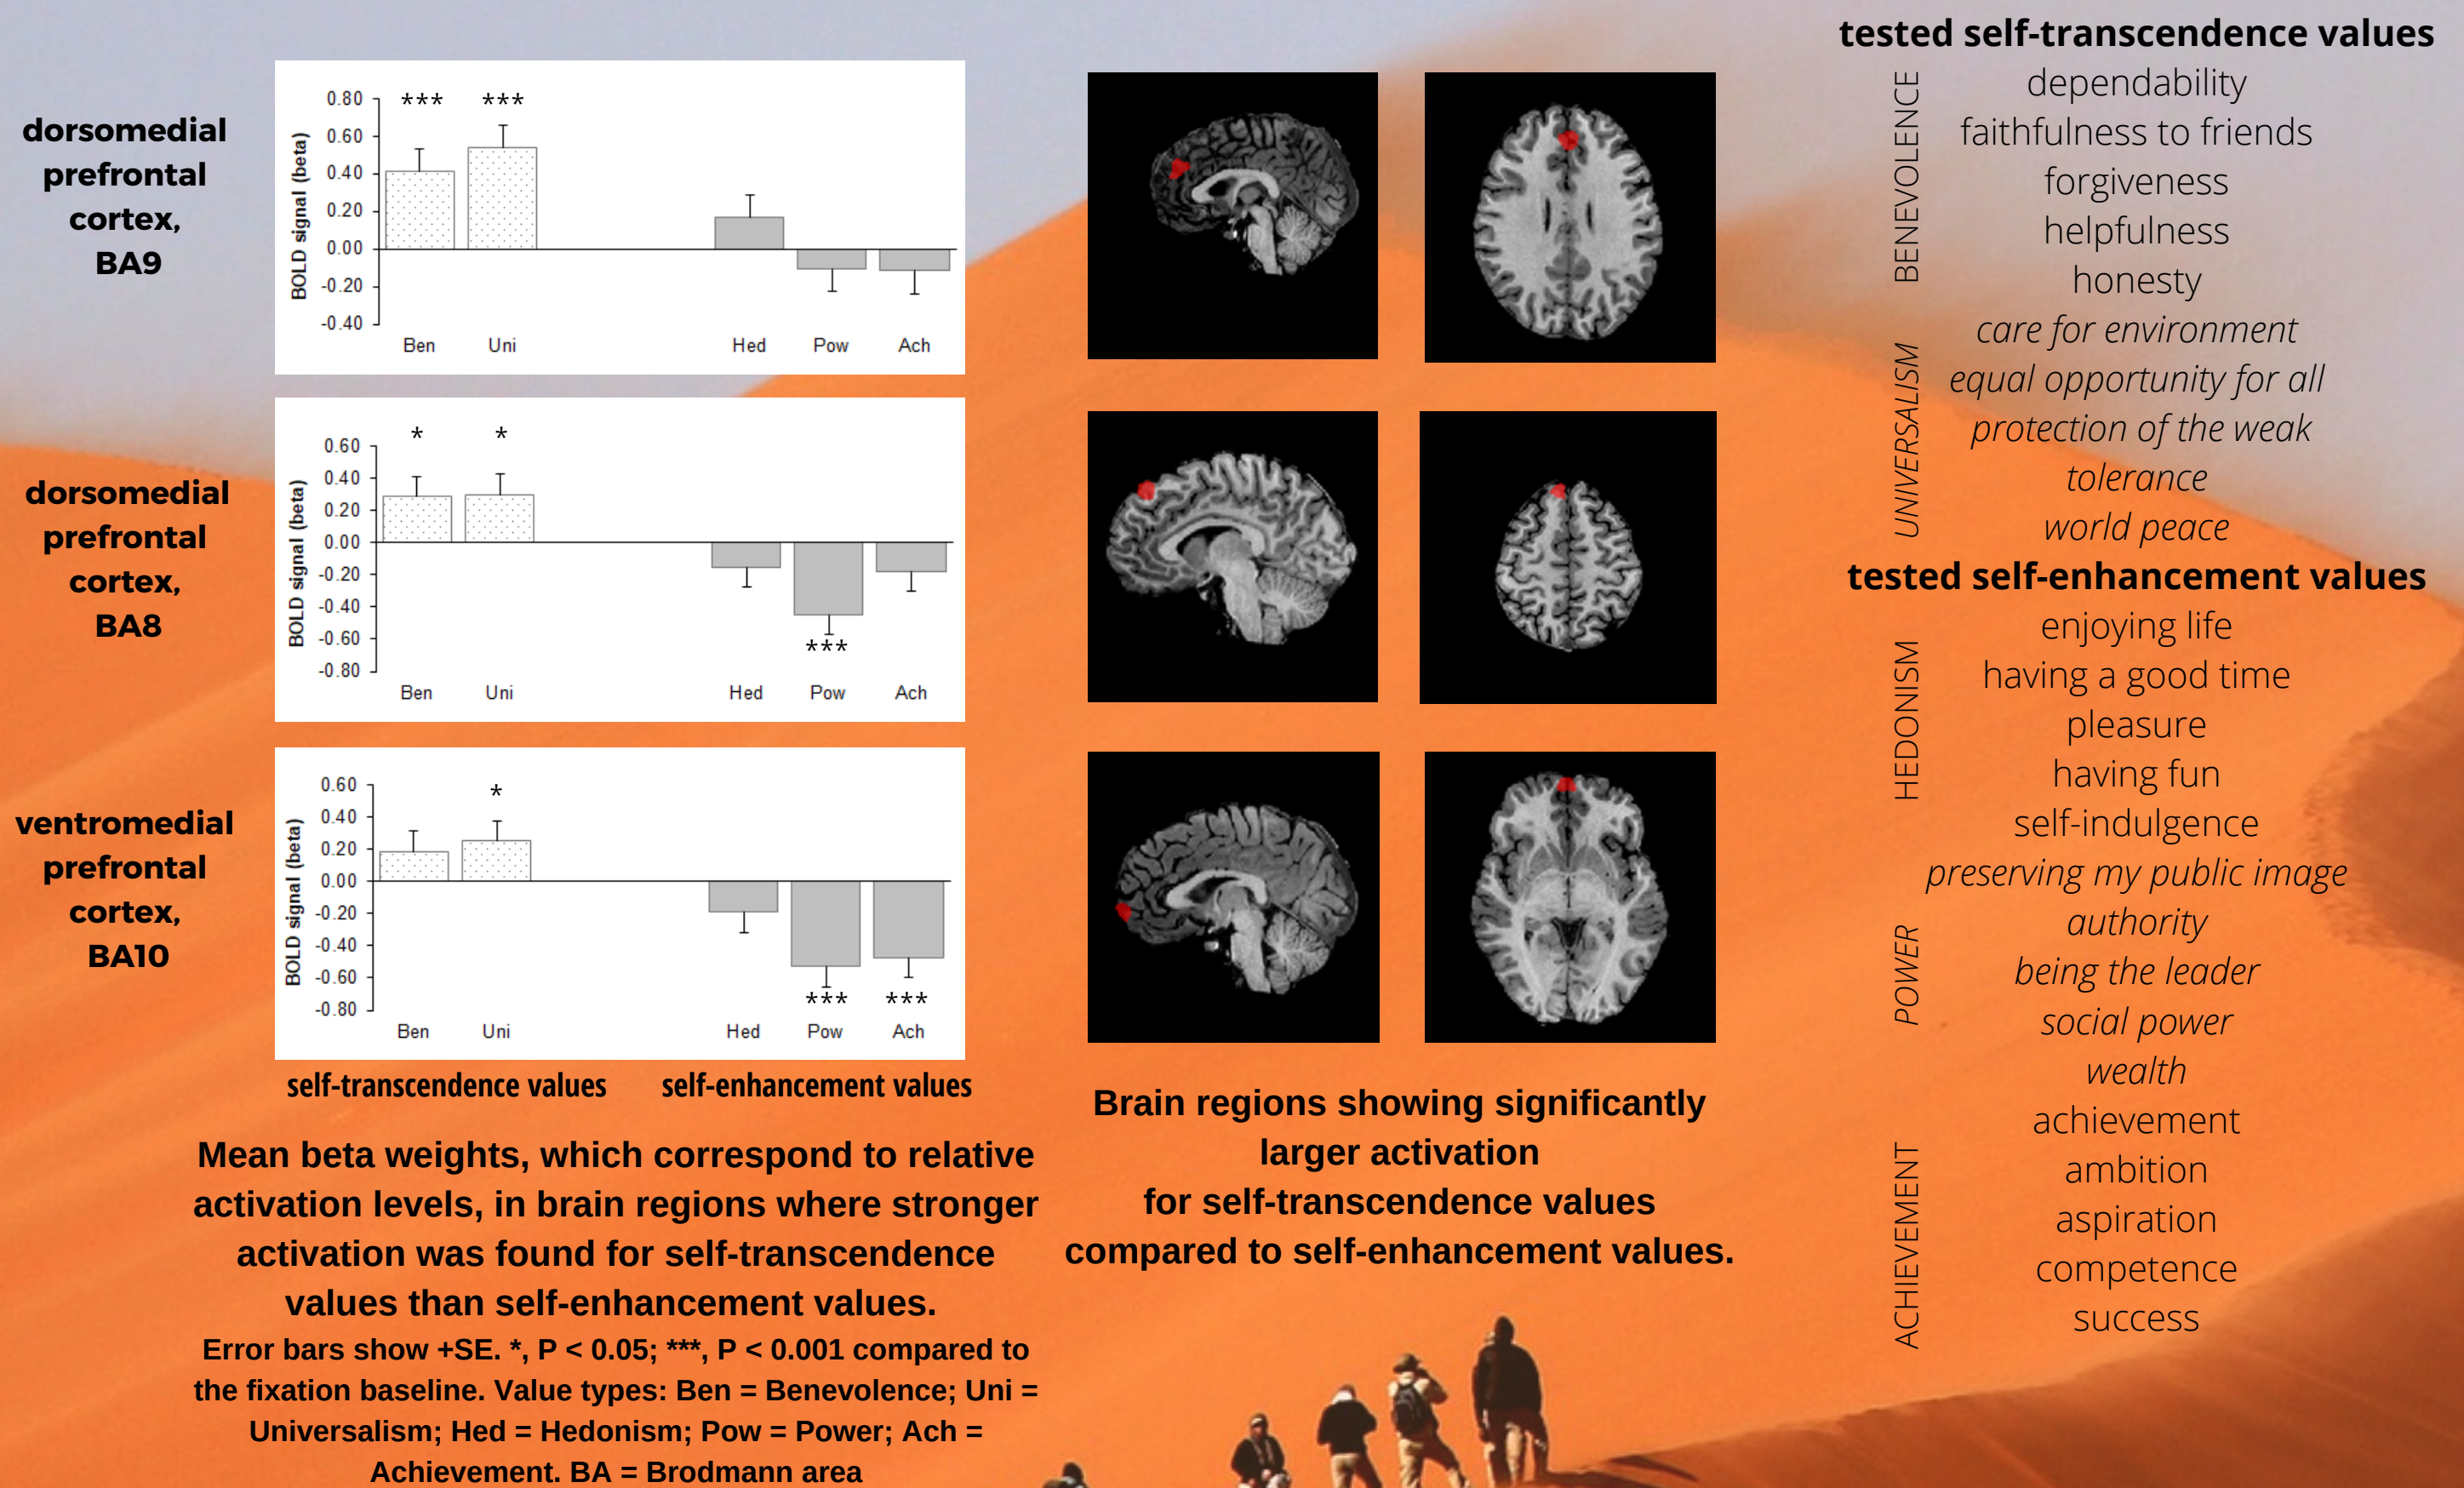 dorsomedial
prefrontal
cortex,
BA9
0.80
0.60
0.40
0.20
0.00
-0.20
-0.40
BOLD signal (beta)
*** ***
Ben Uni Hed Pow Ach
dorsomedial
prefrontal
cortex,
BA8
0.60
0.40
0.20
0.00
-0.20
-0.40
-0.60
-0.80
BOLD signal (beta)
* *
***
Ben Uni Hed Pow Ach
ventromedial
prefrontal
cortex,
BA10
0.60
0.40
0.20
0.00
-0.20
-0.40
-0.60
-0.80
BOLD signal (beta)
*
*** ***
Ben Uni Hed Pow Ach
self-transcendence values self-enhancement values
Mean beta weights, which correspond to relative
activation levels, in brain regions where stronger
activation was found for self-transcendence
values than self-enhancement values.
Error bars show +SE. *, P < 0.05; ***, P < 0.001 compared to
the fixation baseline. Value types: Ben = Benevolence; Uni =
Universalism; Hed = Hedonism; Pow = Power; Ach =
Achievement. BA = Brodmann area
Brain regions showing significantly
larger activation
for self-transcendence values
compared to self-enhancement values.
tested self-transcendence values
BENEVOLENCE
dependability
faithfulness to friends
forgiveness
helpfulness
honesty
UNIVERSALISM
care for environment
equal opportunity for all
protection of the weak
tolerance
world peace
tested self-enhancement values
HEDONISM
enjoying life
having a good time
pleasure
having fun
self-indulgence
POWER
preserving my public image
authority
being the leader
social power
wealth
ACHIEVEMENT
achievement
ambition
aspiration
competence
success